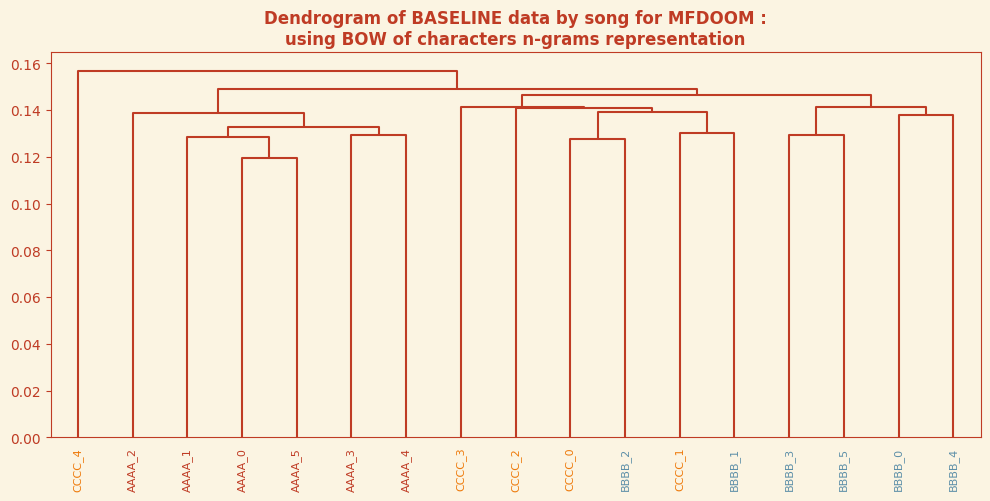 Dendrogram of BASELINE data by song for MFDOOM :
using BOW of characters n-grams representation
0.16
0.14
0.12
0.10
0.08
0.06
0.04
0.02
0.00
CCCC_4
AAAA_2
AAAA_1
AAAA_0
AAAA_5
AAAA_3
AAAA_4
CCCC_3
CCCC_2
CCCC_0
BBBB_2
CCCC_1
BBBB_1
BBBB_3
BBBB_5
BBBB_0
BBBB_4